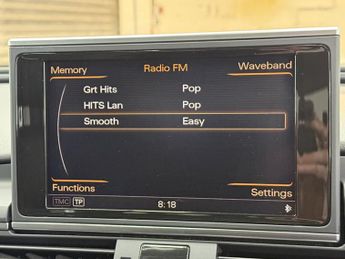 Memory Radio FM Waveband
Grt Hits Pop
HITS Lan Pop
Smooth Easy
Functions Settings
TMC TP 8:18